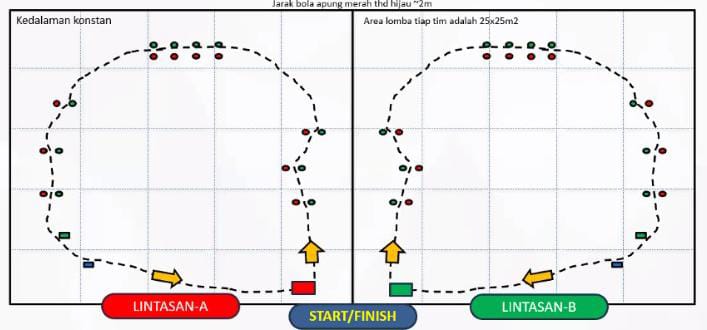 Jarak bola apung merah thd hijau ~2m
Kedalaman konstan
Area lomba tiap tim adalah 25x25m2
LINTASAN-A
START/FINISH
LINTASAN-B